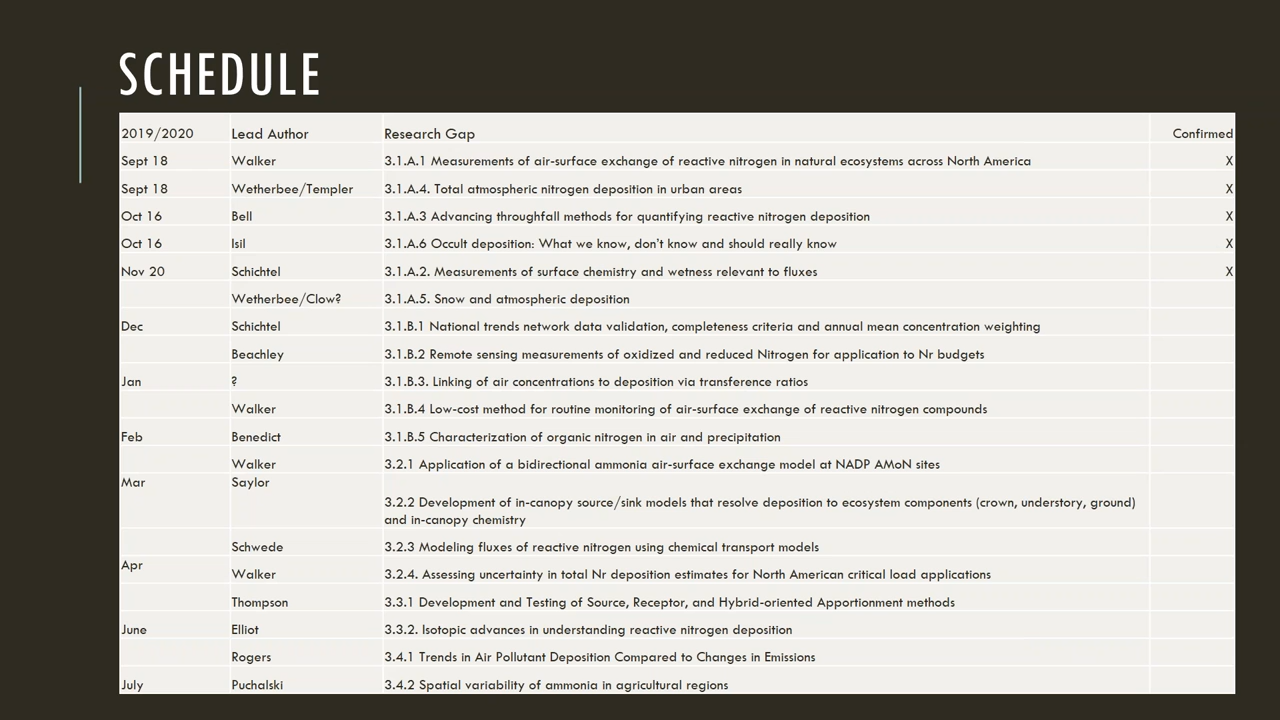 SCHEDULE
2019/2020 Lead Author Research Gap Confirmed
Sept 18 Walker 3.1.A.1 Measurements of air-surface exchange of reactive nitrogen in natural ecosystems across North America X
Sept 18 Wetherbee/Templer 3.1.A.4. Total atmospheric nitrogen deposition in urban areas X
Oct 16 Bell 3.1.A.3 Advancing throughfall methods for quantifying reactive nitrogen deposition X
Oct 16 Isil 3.1.A.6 Occult deposition: What we know, don't know and should really know X
Nov 20 Schichtel 3.1.A.2. Measurements of surface chemistry and wetness relevant to fluxes X
Wetherbee/Clow? 3.1.A.5. Snow and atmospheric deposition
Dec Schichtel 3.1.B.1 National trends network data validation, completeness criteria and annual mean concentration weighting
Beachley 3.1.B.2 Remote sensing measurements of oxidized and reduced Nitrogen for application to Nr budgets
Jan ? 3.1.B.3. Linking of air concentrations to deposition via transference ratios
Walker 3.1.B.4 Low-cost method for routine monitoring of air-surface exchange of reactive nitrogen compounds
Feb Benedict 3.1.B.5 Characterization of organic nitrogen in air and precipitation
Walker 3.2.1 Application of a bidirectional ammonia air-surface exchange model at NADP AMoN sites
Mar Saylor
3.2.2 Development of in-canopy source/sink models that resolve deposition to ecosystem components (crown, understory, ground)
and in-canopy chemistry
Schwede 3.2.3 Modeling fluxes of reactive nitrogen using chemical transport models
Apr
Walker 3.2.4. Assessing uncertainty in total Nr deposition estimates for North American critical load applications
Thompson 3.3.1 Development and Testing of Source, Receptor, and Hybrid-oriented Apportionment methods
June Elliot 3.3.2. Isotopic advances in understanding reactive nitrogen deposition
Rogers 3.4.1 Trends in Air Pollutant Deposition Compared to Changes in Emissions
July Puchalski 3.4.2 Spatial variability of ammonia in agricultural regions